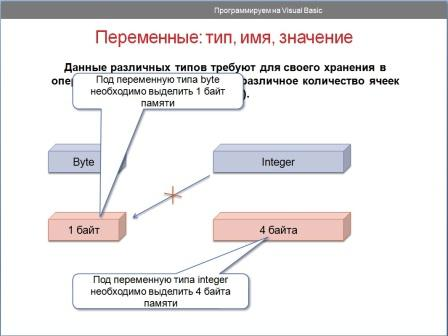 Программируем на Visual Basic
Переменные: тип, имя, значение
Данные различных типов требуют для своего хранения в
опер различное количество ячеек
).
Под переменную типа byte
необходимо выделить 1 байт
памяти
Byte
Integer
1 байт
4 байта
Под переменную типа integer
необходимо выделить 4 байта
памяти